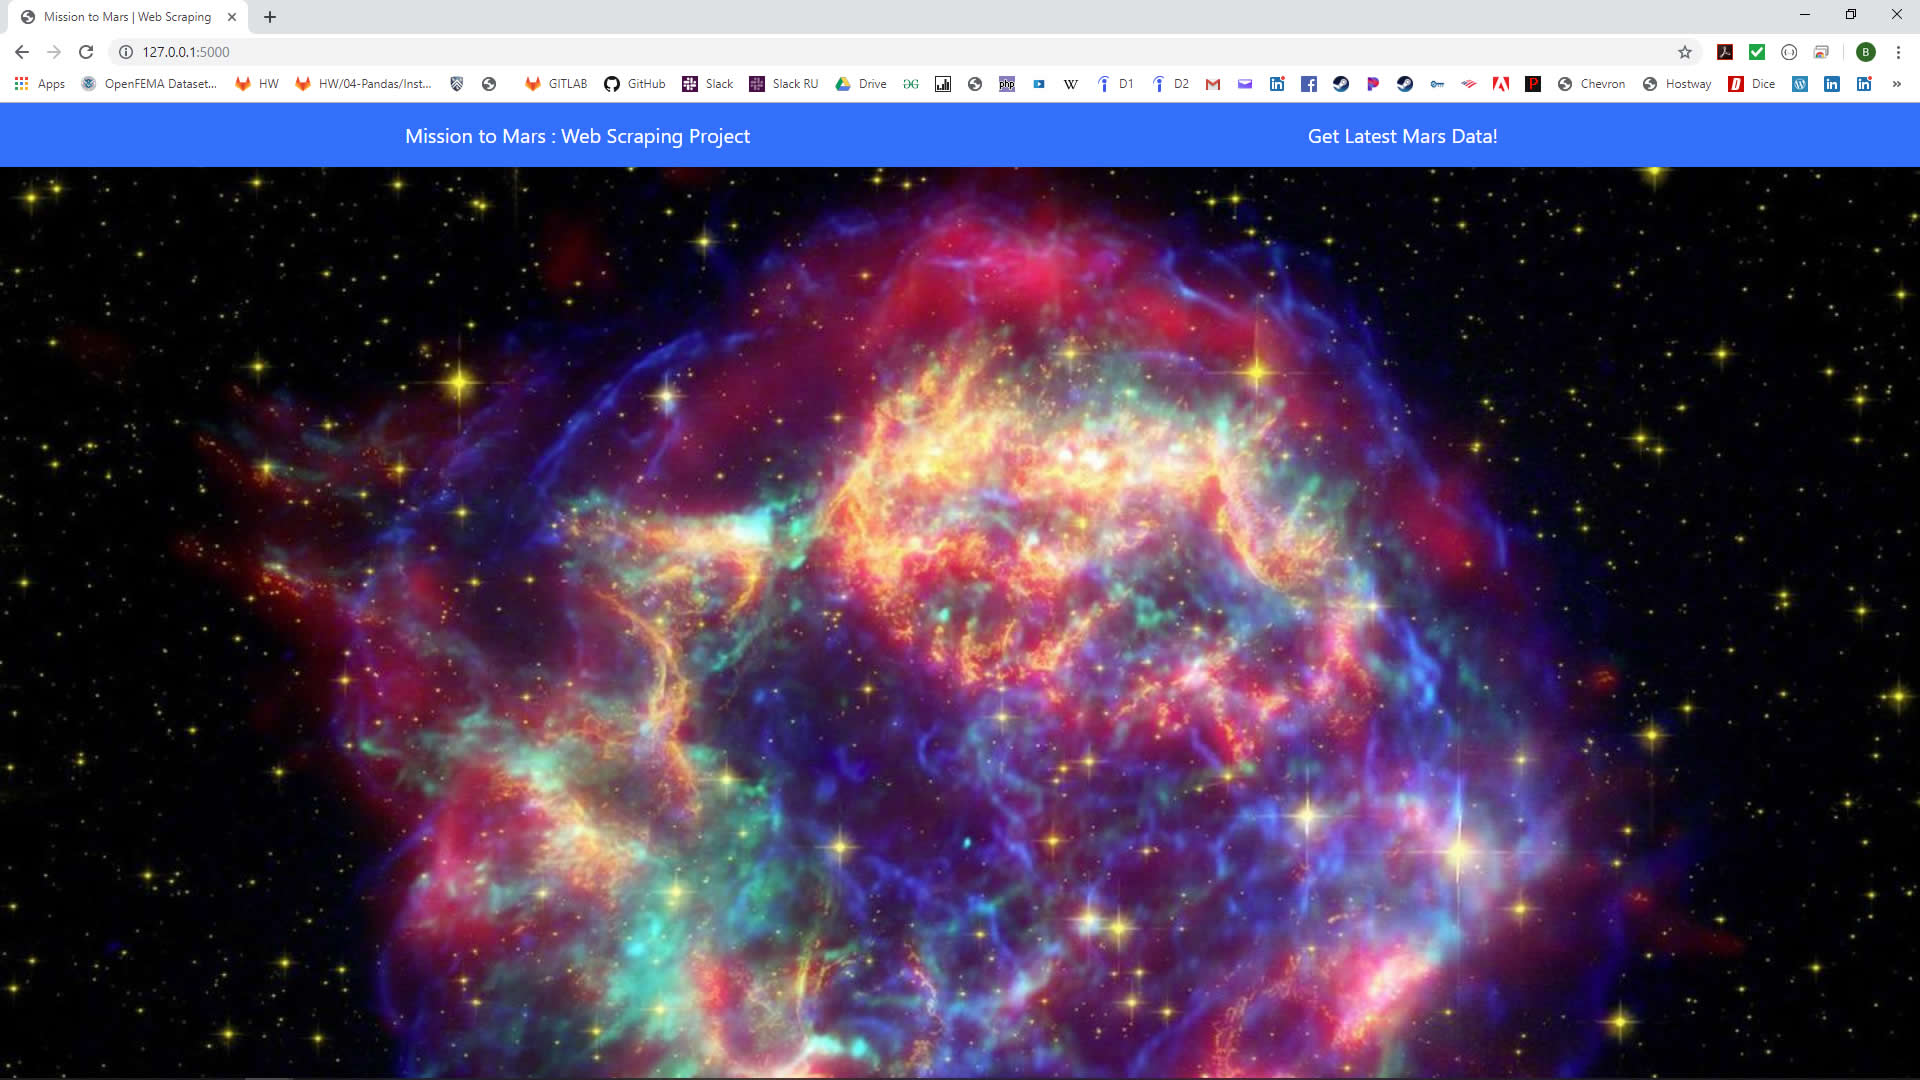 Mission to Mars | Web Scraping
127.0.0.1:5000
B
Apps OpenFEMA Dataset... HW HW/04-Pandas/Inst... GITLAB GitHub Slack Slack RU Drive php W D1 D2 P Chevron Hostway Dice »
Mission to Mars : Web Scraping Project Get Latest Mars Data!